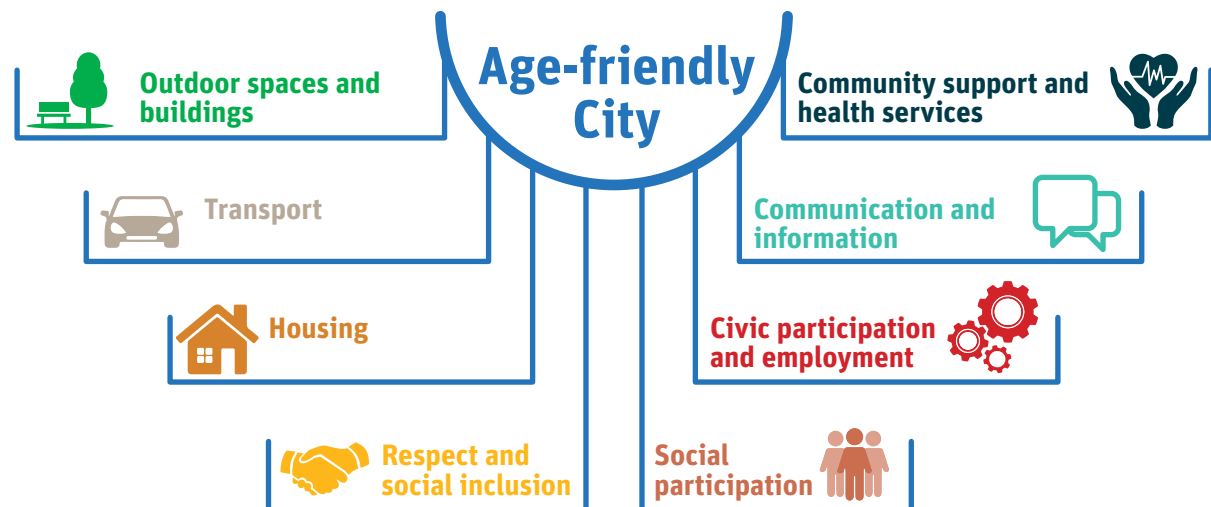 Age-friendly
City
Outdoor spaces and
buildings
Transport
Housing
Respect and
social inclusion
Community support and
health services
Communication and
information
Civic participation
and employment
Social
participation